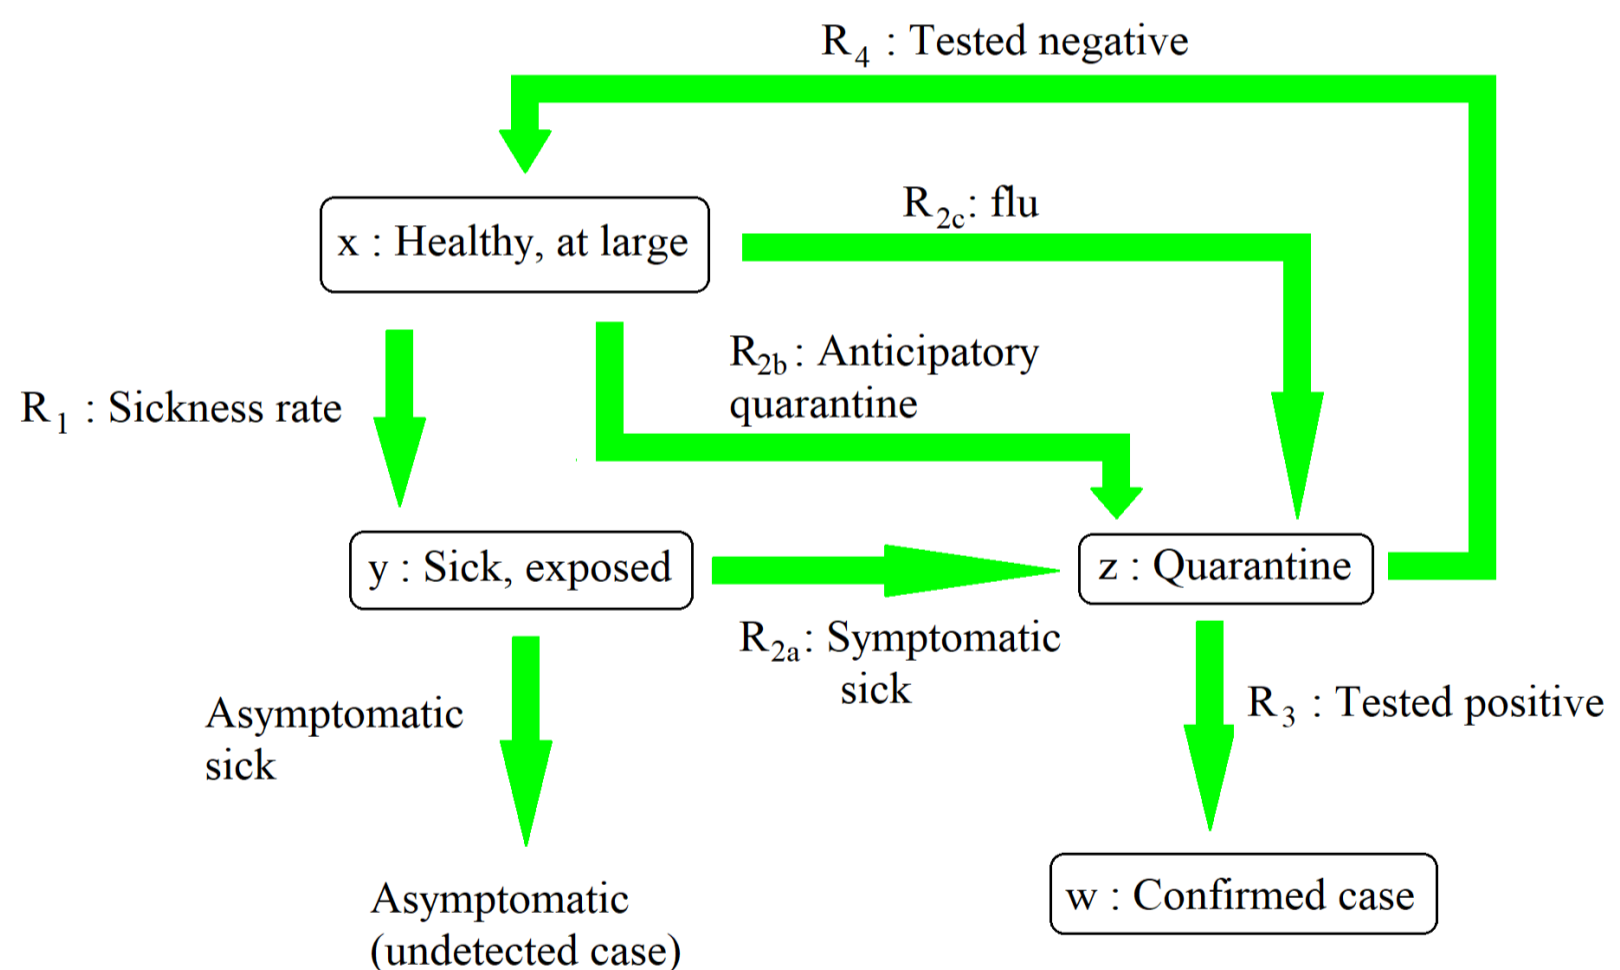 R4 : Tested negative
x : Healthy, at large
R2c: flu
R2b : Anticipatory
quarantine
R1 : Sickness rate
y : Sick, exposed
z : Quarantine
R2a: Symptomatic
sick
Asymptomatic
sick
R3 : Tested positive
Asymptomatic
(undetected case)
w : Confirmed case